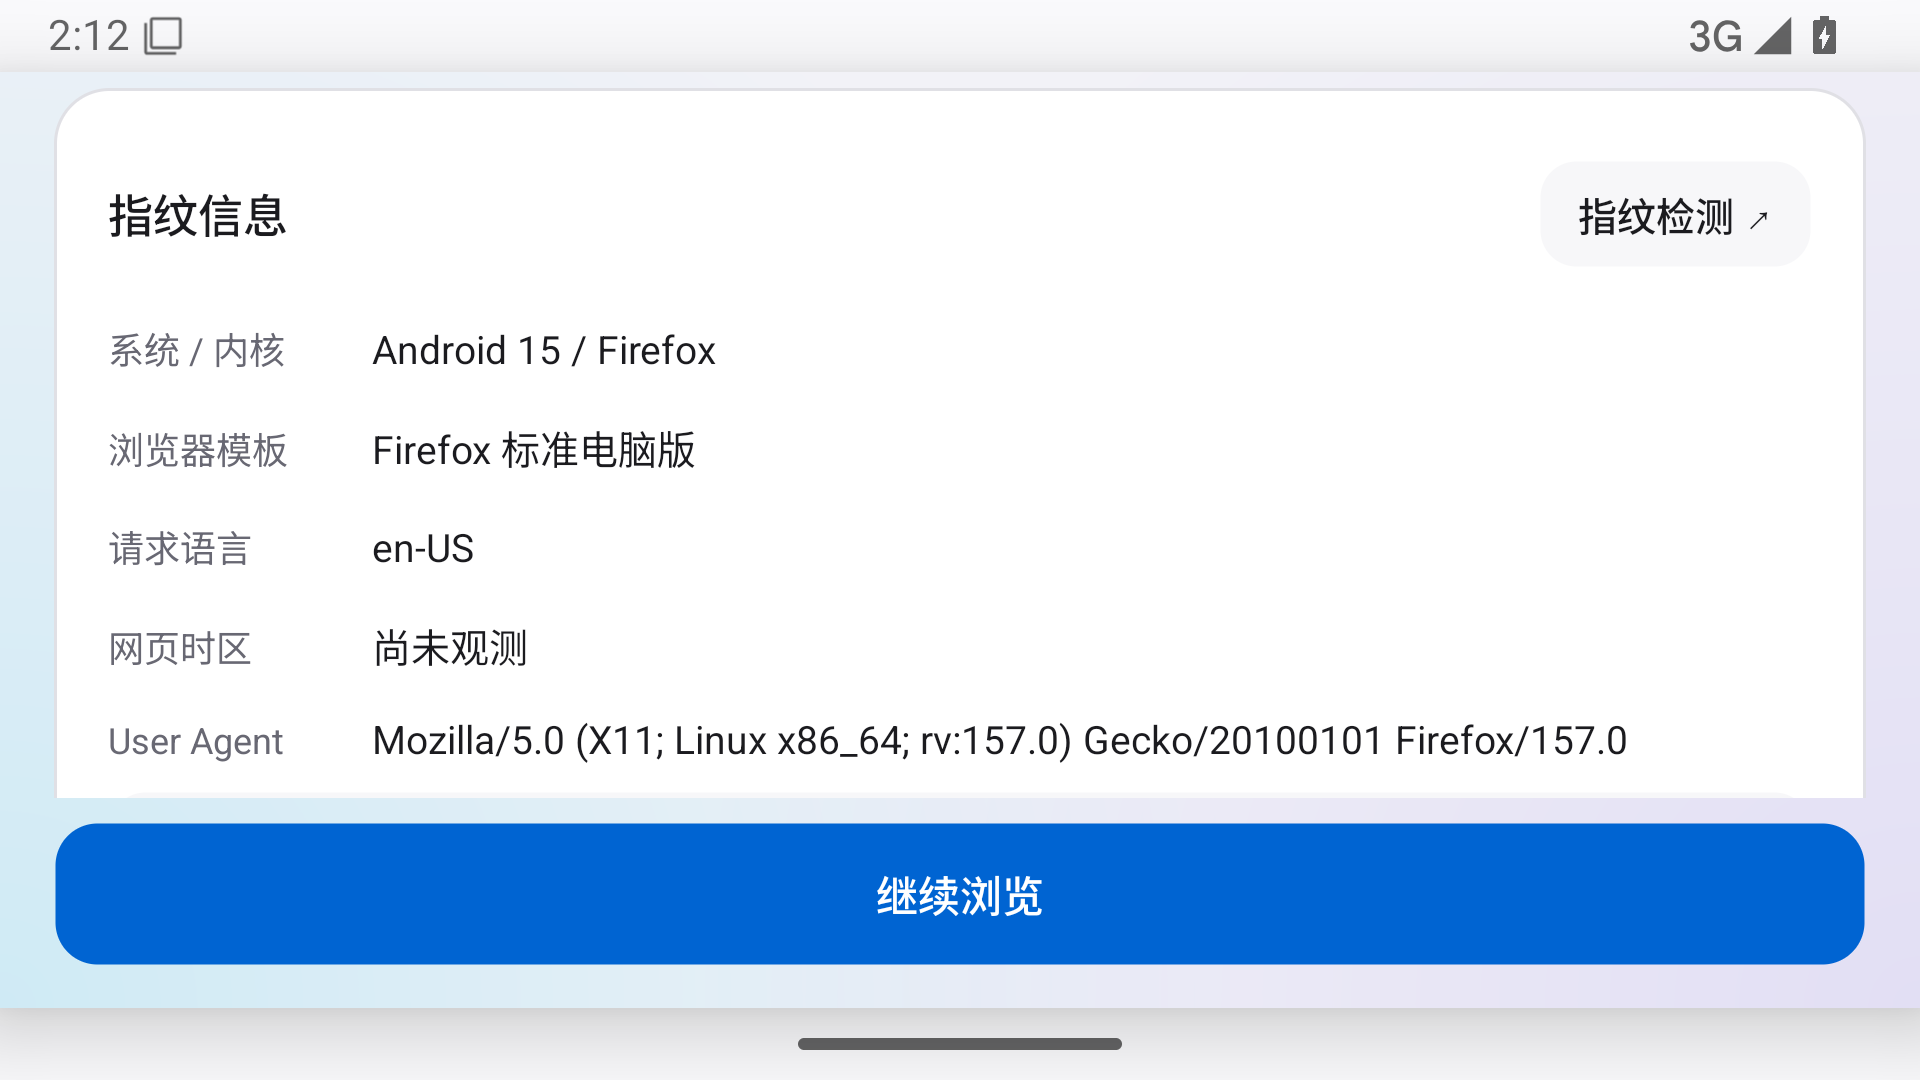 2:12
3G
指纹信息
指纹检测 ↗
系统 / 内核 Android 15 / Firefox
浏览器模板 Firefox 标准电脑版
请求语言 en-US
网页时区 尚未观测
User Agent Mozilla/5.0 (X11; Linux x86_64; rv:157.0) Gecko/20100101 Firefox/157.0
继续浏览